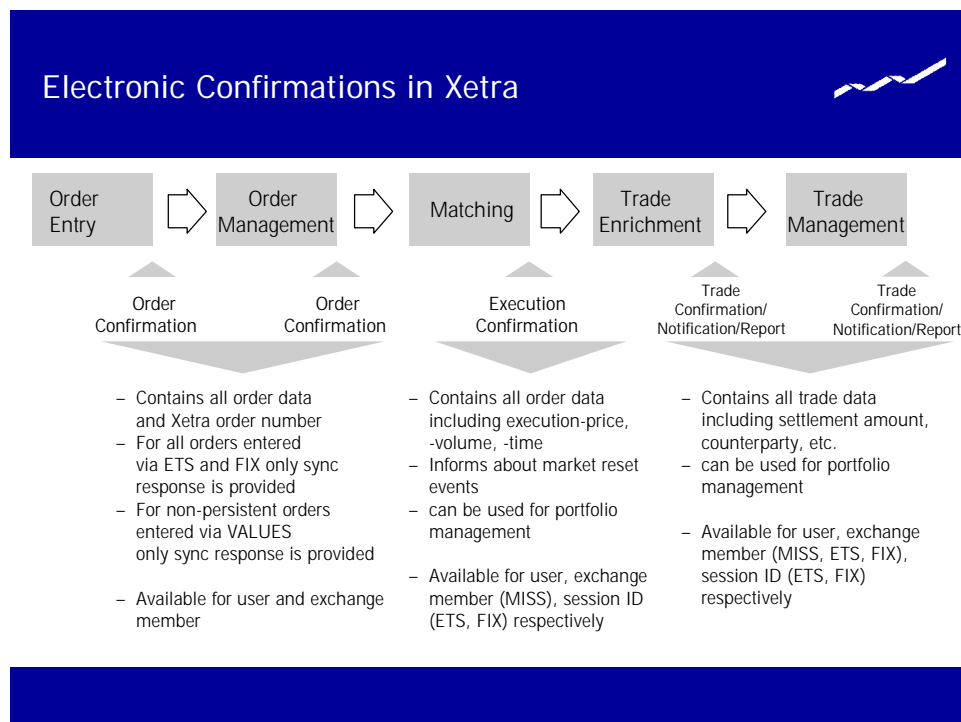 Electronic Confirmations in Xetra
Order
Entry
Order
Management
Matching
Trade
Enrichment
Trade
Management
Order
Confirmation
Order
Confirmation
Execution
Confirmation
Trade
Confirmation/
Notification/Report
Trade
Confirmation/
Notification/Report
– Contains all order data
and Xetra order number
– For all orders entered
via ETS and FIX only sync
response is provided
– For non-persistent orders
entered via VALUES
only sync response is provided
– Available for user and exchange
member
– Contains all order data
including execution-price,
-volume, -time
– Informs about market reset
events
– can be used for portfolio
management
– Available for user, exchange
member (MISS), session ID
(ETS, FIX) respectively
– Contains all trade data
including settlement amount,
counterparty, etc.
– can be used for portfolio
management
– Available for user, exchange
member (MISS, ETS, FIX),
session ID (ETS, FIX)
respectively